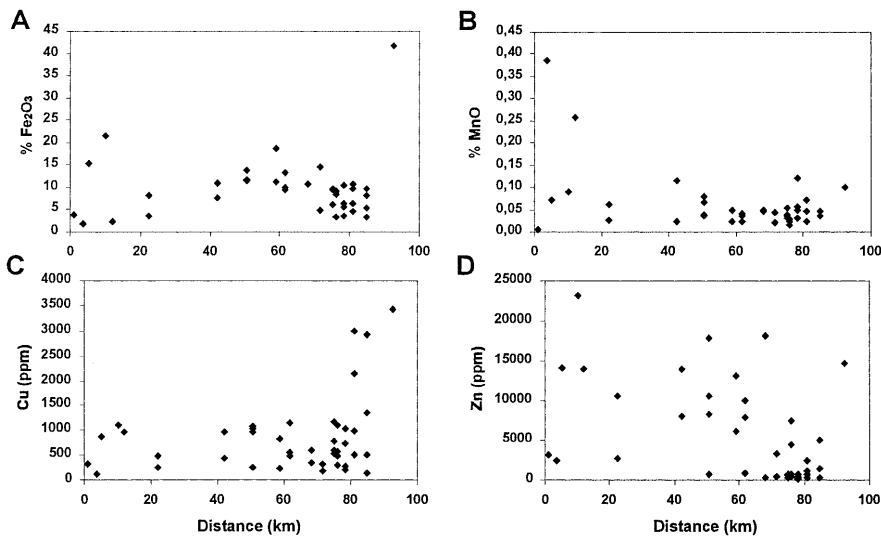 A
% Fe₂O₃
45
40
35
30
25
20
15
10
5
0
0 20 40 60 80 100
B
% MnO
0,45
0,40
0,35
0,30
0,25
0,20
0,15
0,10
0,05
0,00
0 20 40 60 80 100
C
Cu (ppm)
4000
3500
3000
2500
2000
1500
1000
500
0
0 20 40 60 80 100
Distance (km)
D
Zn (ppm)
25000
20000
15000
10000
5000
0
0 20 40 60 80 100
Distance (km)